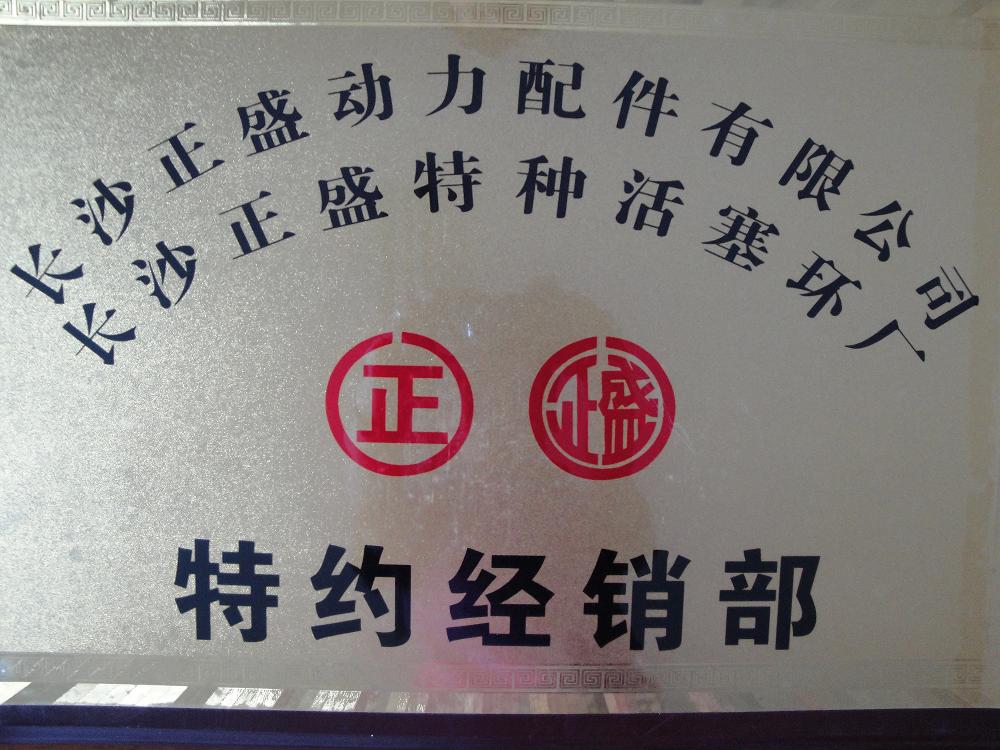 长沙正盛动力配件有限公司
长沙正盛特种活塞环厂
正 正盛
特约经销部